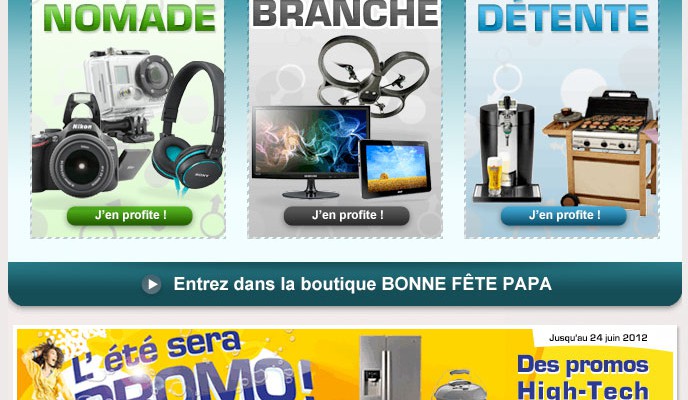 NOMADE
BRANCHÉ
DÉTENTE
Nikon
SONY
J'en profite !
J'en profite !
J'en profite !
Entrez dans la boutique BONNE FÊTE PAPA
Jusqu'au 24 juin 2012
L'été sera
PROMO!
Des promos
High-Tech